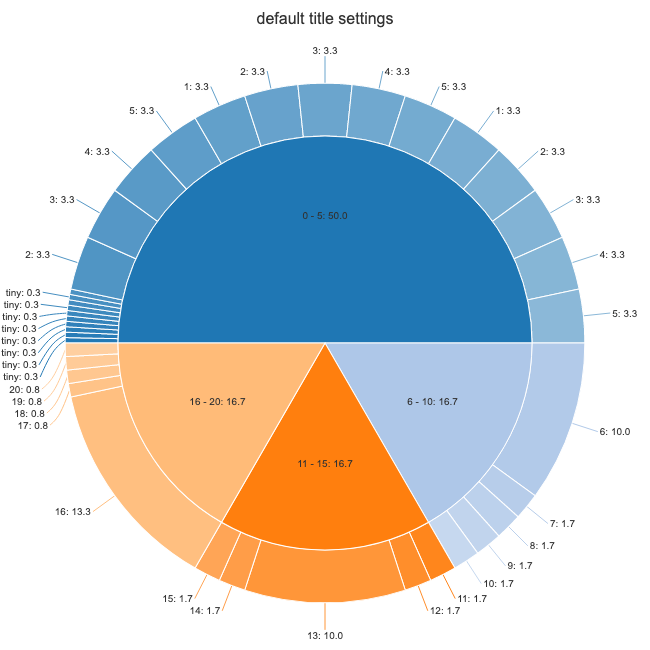 default title settings
3: 3.3
2: 3.3
4: 3.3
1: 3.3
5: 3.3
5: 3.3
1: 3.3
4: 3.3
2: 3.3
3: 3.3
3: 3.3
0 - 5: 50.0
2: 3.3
4: 3.3
tiny: 0.3
tiny: 0.3
tiny: 0.3
5: 3.3
tiny: 0.3
tiny: 0.3
tiny: 0.3
tiny: 0.3
tiny: 0.3
20: 0.8
19: 0.8
16 - 20: 16.7
6 - 10: 16.7
18: 0.8
17: 0.8
6: 10.0
11 - 15: 16.7
16: 13.3
7: 1.7
8: 1.7
9: 1.7
10: 1.7
15: 1.7
11: 1.7
14: 1.7
12: 1.7
13: 10.0